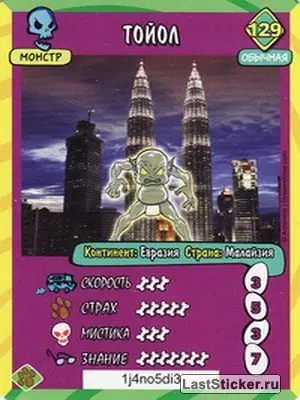 ТОЙОЛ
129
МОНСТР
ОБЫЧНАЯ
Континент: Евразия Страна: Малайзия
СКОРОСТЬ 3
СТРАХ 5
МИСТИКА 3
ЗНАНИЕ 7
1j4no5di3
LastSticker.ru